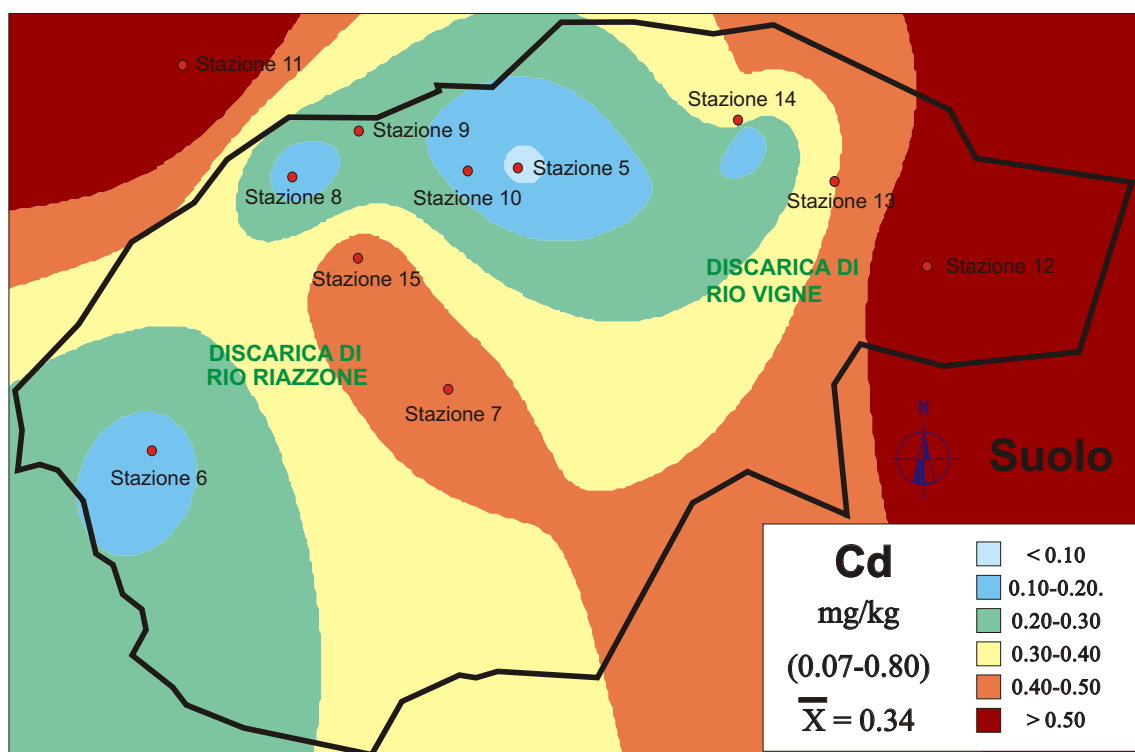 Stazione 11
Stazione 14
Stazione 9
Stazione 5
Stazione 8
Stazione 10
Stazione 13
Stazione 15
DISCARICA DI
RIO VIGNE
Stazione 12
DISCARICA DI
RIO RIAZZONE
Stazione 7
N
Suolo
Stazione 6
Cd
mg/kg
(0.07-0.80)
X = 0.34
< 0.10
0.10-0.20.
0.20-0.30
0.30-0.40
0.40-0.50
> 0.50